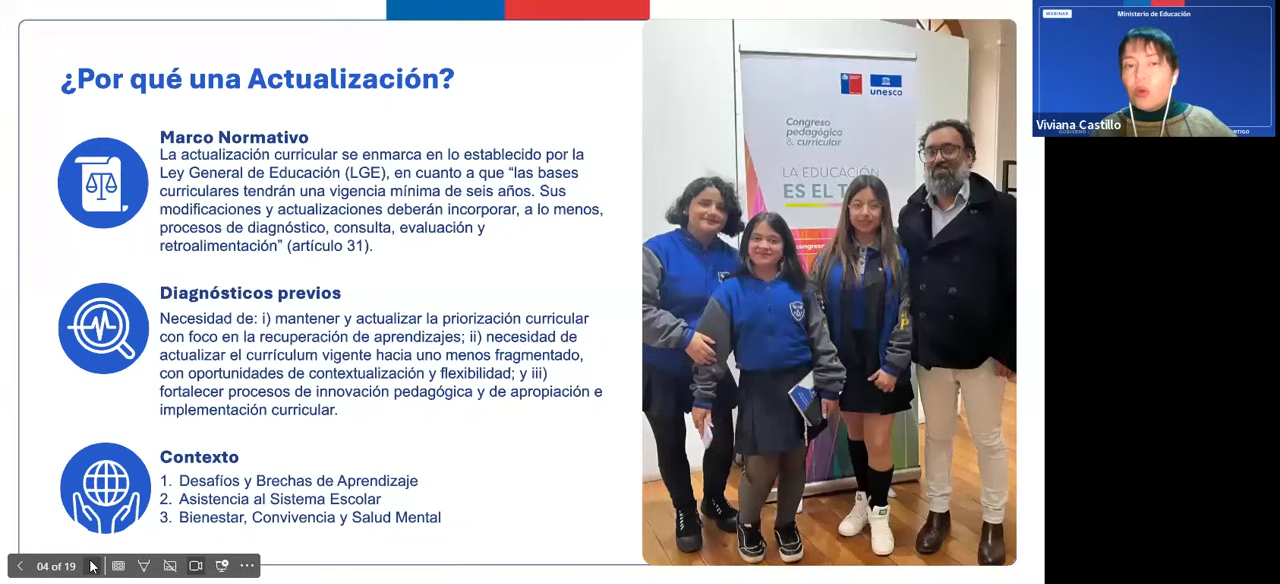 ¿Por qué una Actualización?
Marco Normativo
La actualización curricular se enmarca en lo establecido por la
Ley General de Educación (LGE), en cuanto a que “las bases
curriculares tendrán una vigencia mínima de seis años. Sus
modificaciones y actualizaciones deberán incorporar, a lo menos,
procesos de diagnóstico, consulta, evaluación y
retroalimentación” (artículo 31).
Diagnósticos previos
Necesidad de: i) mantener y actualizar la priorización curricular
con foco en la recuperación de aprendizajes; ii) necesidad de
actualizar el currículum vigente hacia uno menos fragmentado,
con oportunidades de contextualización y flexibilidad; y iii)
fortalecer procesos de innovación pedagógica y de apropiación e
implementación curricular.
Contexto
1. Desafíos y Brechas de Aprendizaje
2. Asistencia al Sistema Escolar
3. Bienestar, Convivencia y Salud Mental
04 of 19
unesco
Congreso
pedagógico
& curricular
LA EDUCACIÓN
ES EL T
WEBINAR
Ministerio de Educación
Viviana Castillo